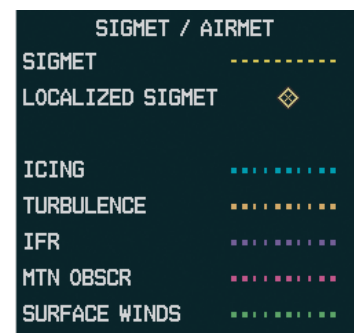 SIGMET / AIRMET
SIGMET
LOCALIZED SIGMET
ICING
TURBULENCE
IFR
MTN OBSCR
SURFACE WINDS